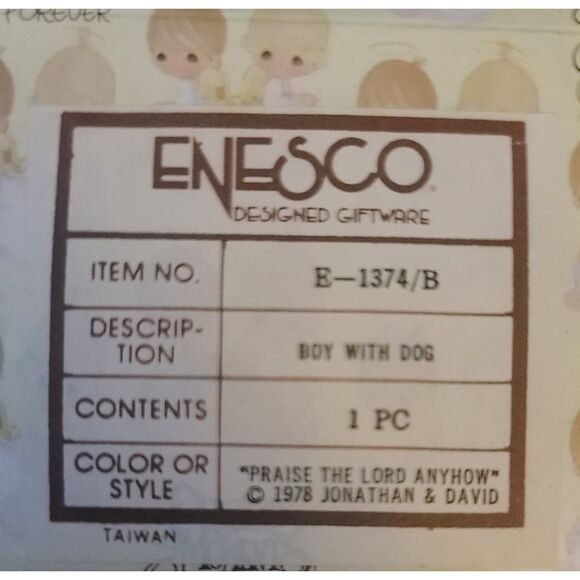 FOREVER
ENESCO
DESIGNED GIFTWARE
ITEM NO. E-1374/B
DESCRIP-
TION BOY WITH DOG
CONTENTS 1 PC
COLOR OR
STYLE "PRAISE THE LORD ANYHOW"
© 1978 JONATHAN & DAVID
TAIWAN